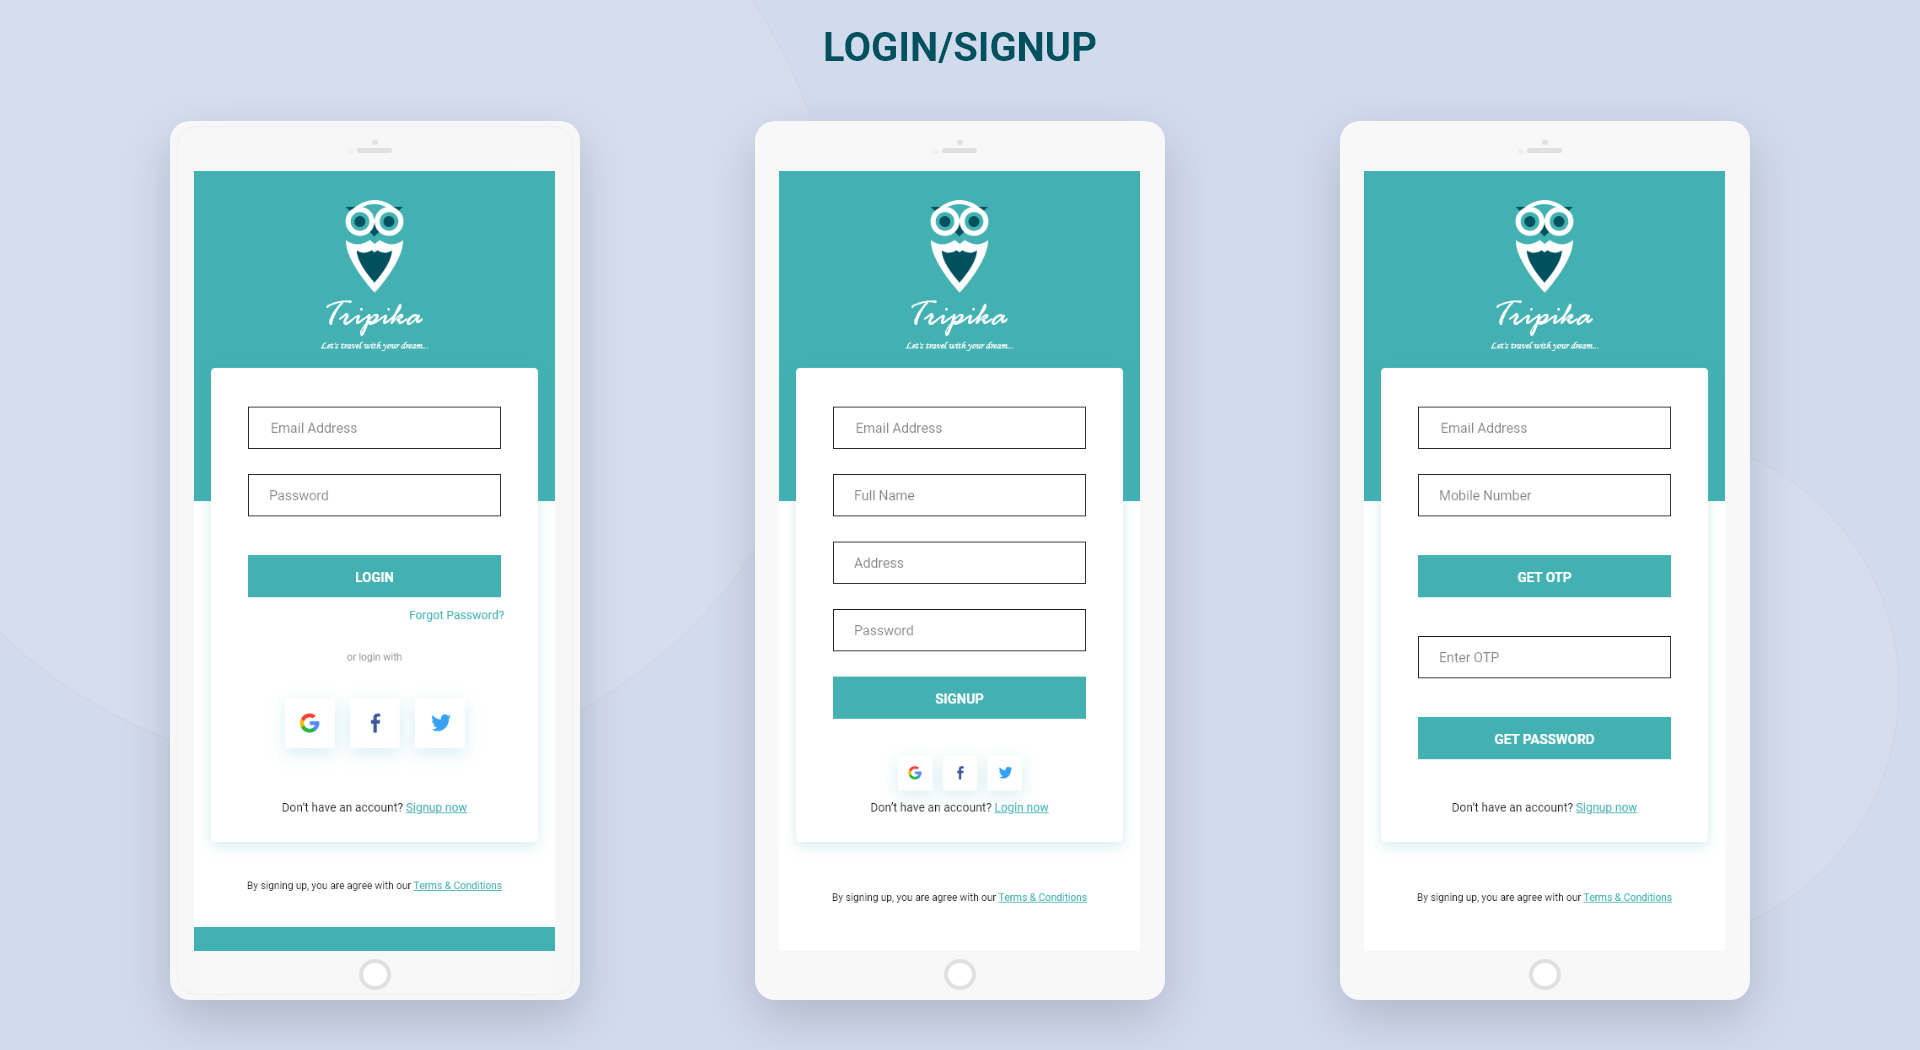 LOGIN/SIGNUP
Tripika
Let's travel with your dream...
Email Address
Password
LOGIN
Forgot Password?
or login with
Don't have an account? Signup now
By signing up, you are agree with our Terms & Conditions
Tripika
Let's travel with your dream...
Email Address
Full Name
Address
Password
SIGNUP
Don't have an account? Login now
By signing up, you are agree with our Terms & Conditions
Tripika
Let's travel with your dream...
Email Address
Mobile Number
GET OTP
Enter OTP
GET PASSWORD
Don't have an account? Signup now
By signing up, you are agree with our Terms & Conditions